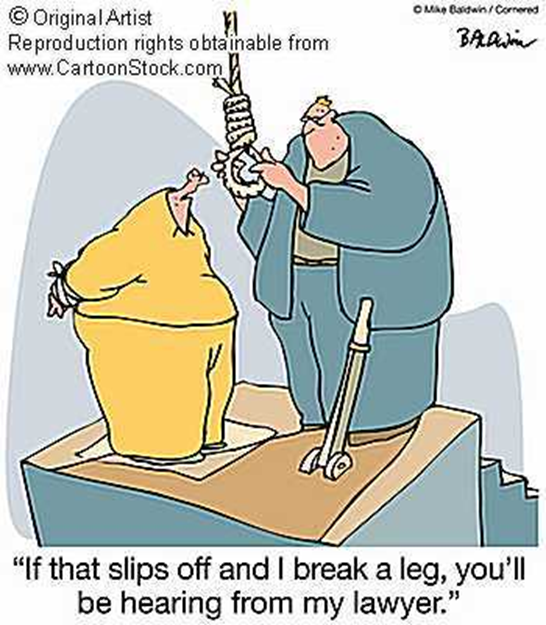 © Original Artist
Reproduction rights obtainable from
www.CartoonStock.com
© Mike Baldwin / Cornered
BALDWIN
“If that slips off and I break a leg, you’ll
be hearing from my lawyer.”